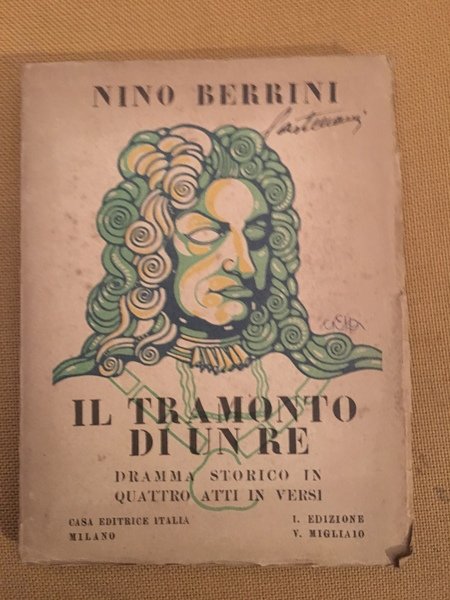 NINO BERRINI
IL TRAMONTO
DI UN RE
DRAMMA STORICO IN
QUATTRO ATTI IN VERSI
CASA EDITRICE ITALIA
MILANO
I. EDIZIONE
V. MIGLIAIO